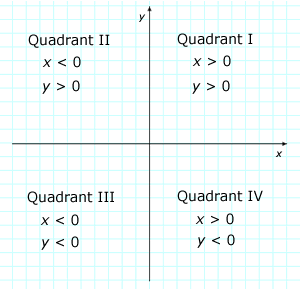 y
Quadrant II
x < 0
y > 0
Quadrant I
x > 0
y > 0
x
Quadrant III
x < 0
y < 0
Quadrant IV
x > 0
y < 0